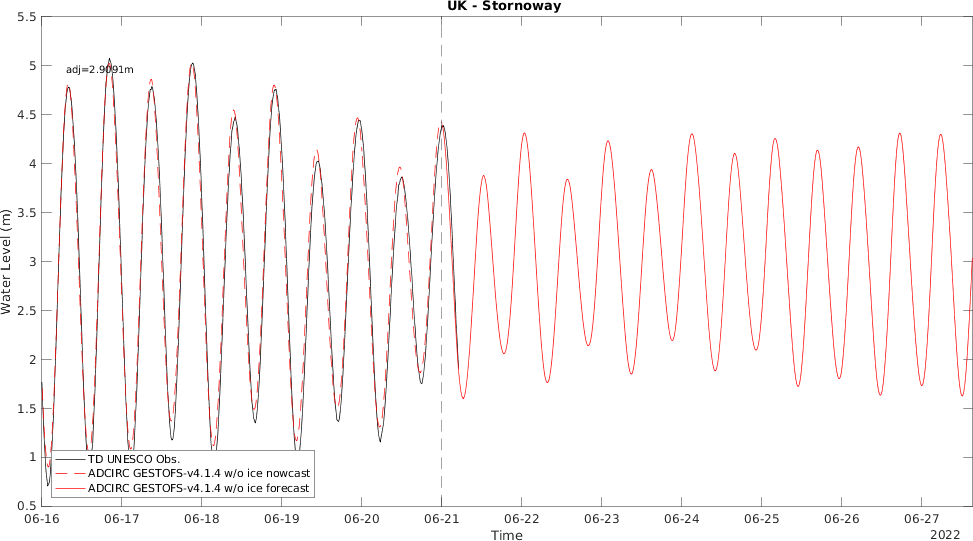 UK - Stornoway
5.5
5
4.5
4
3.5
3
2.5
2
1.5
1
0.5
Water Level (m)
adj=2.9091m
TD UNESCO Obs.
ADCIRC GESTOFS-v4.1.4 w/o ice nowcast
ADCIRC GESTOFS-v4.1.4 w/o ice forecast
06-16 06-17 06-18 06-19 06-20 06-21 06-22 06-23 06-24 06-25 06-26 06-27
Time
2022